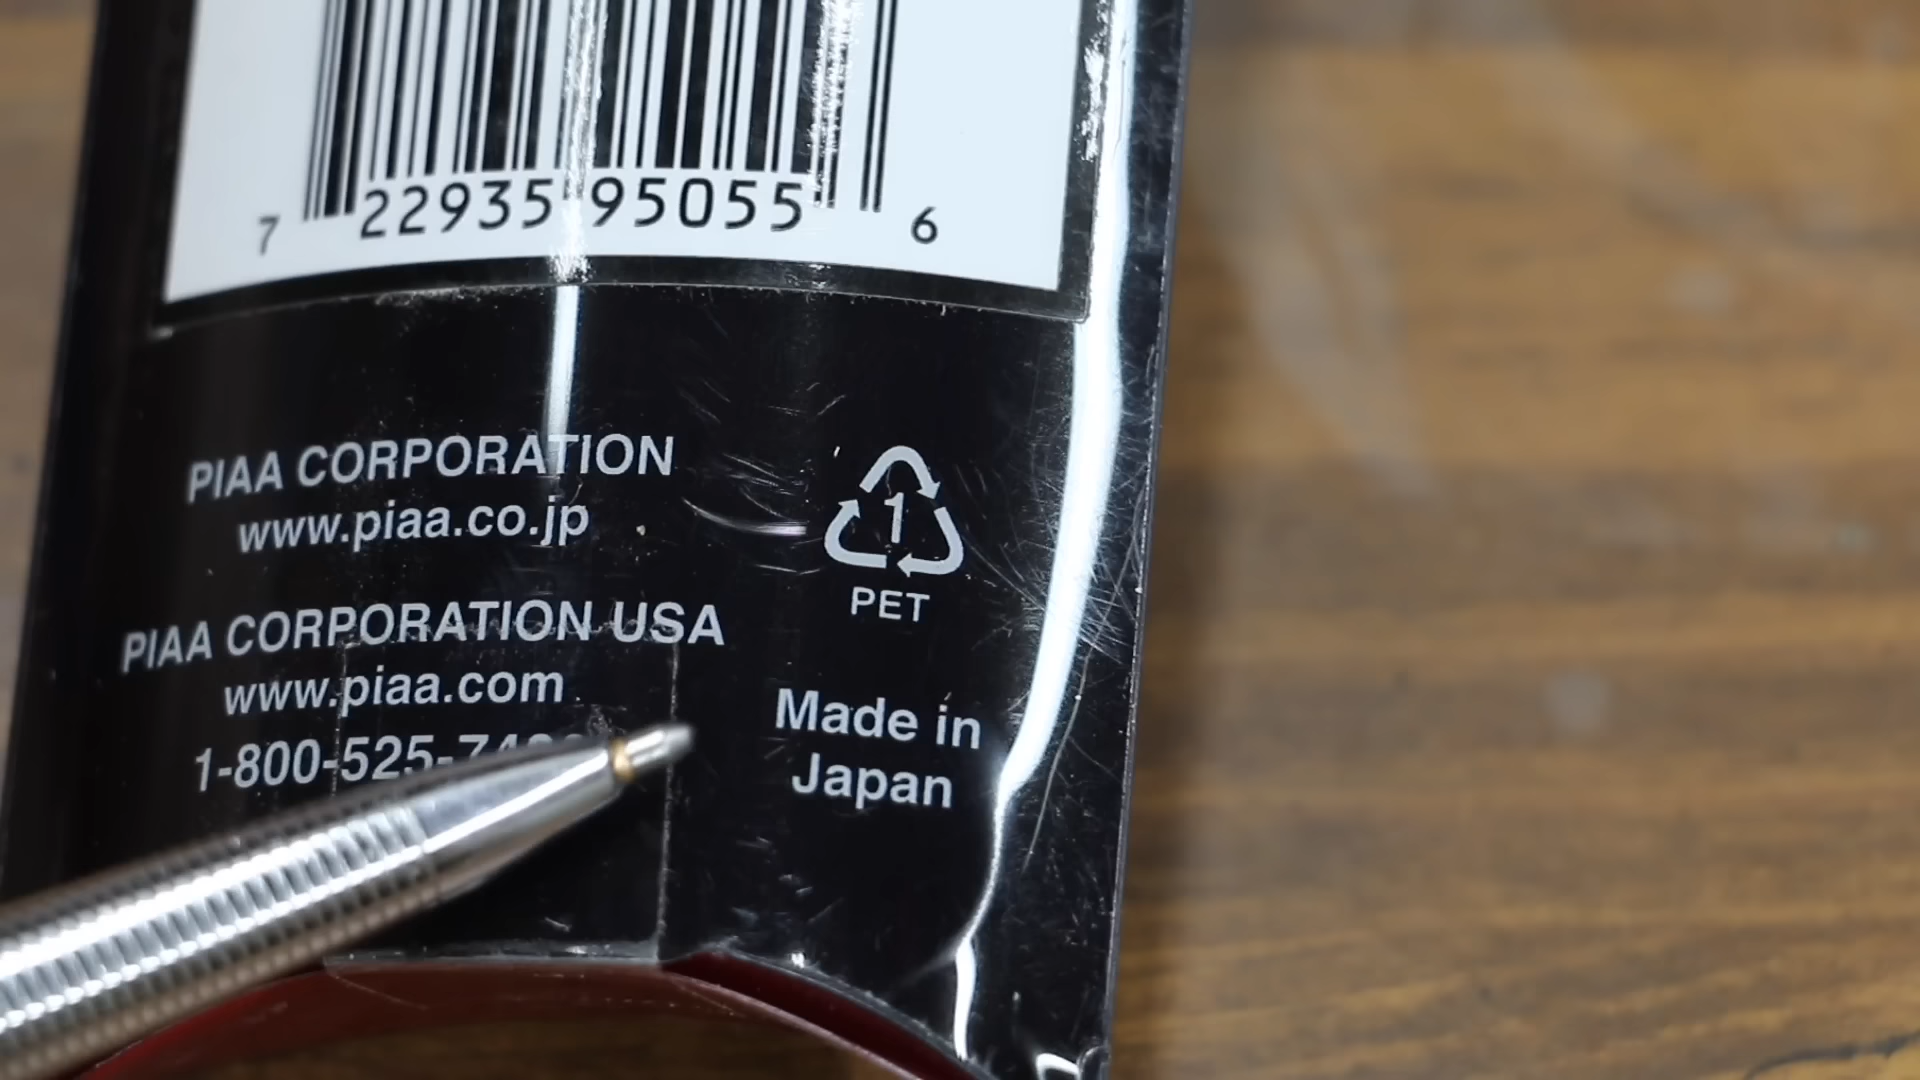 7 22935 95055 6
PIAA CORPORATION
www.piaa.co.jp
1
PET
PIAA CORPORATION USA
www.piaa.com
1-800-525-
Made in
Japan